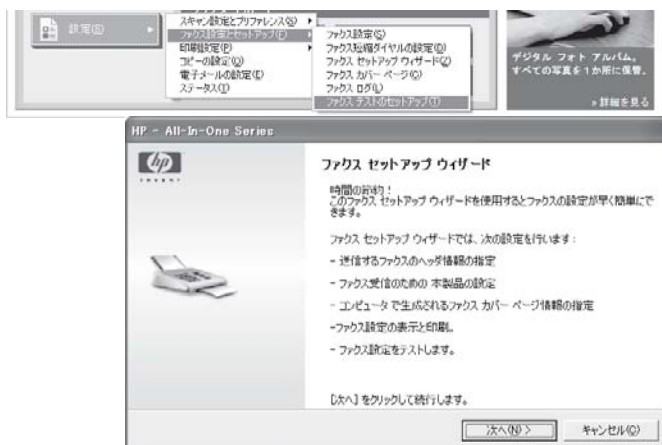 設定(O)
スキャン設定とプリファレンス(S)
ファクス設定とセットアップ(F)
印刷設定(P)
コピーの設定(O)
電子メールの設定(E)
ステータス(T)
ファクス設定(S)
ファクス短縮ダイヤルの設定(D)
ファクス セットアップ ウィザード(Z)
ファクス カバー ページ(C)
ファクス ログ(L)
ファクス テストのセットアップ(T)
デジタル フォト アルバム。
すべての写真を1か所に保管。
»詳細を見る
HP - All-In-One Series
hp
invent
ファクス セットアップ ウィザード
時間の節約!
このファクス セットアップ ウィザードを使用するとファクスの設定が早く簡単にで
きます。
ファクス セットアップ ウィザードでは、次の設定を行います:
- 送信するファクスのヘッダ情報の指定
- ファクス受信のための 本製品の設定
- コンピュータ で生成されるファクス カバー ページ情報の指定
-ファクス設定の表示と印刷。
- ファクス設定をテストします。
[次へ] をクリックして続行します。
次へ(N) >
キャンセル(C)